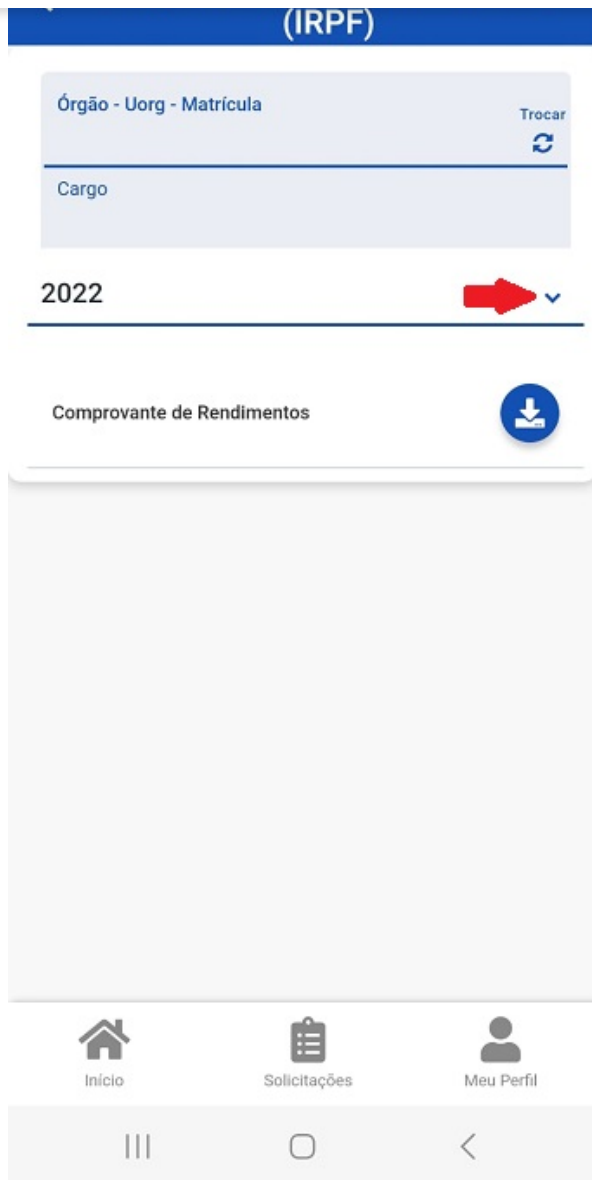 (IRPF)
Órgão - Uorg - Matrícula
Trocar
Cargo
2022
Comprovante de Rendimentos
Início
Solicitações
Meu Perfil